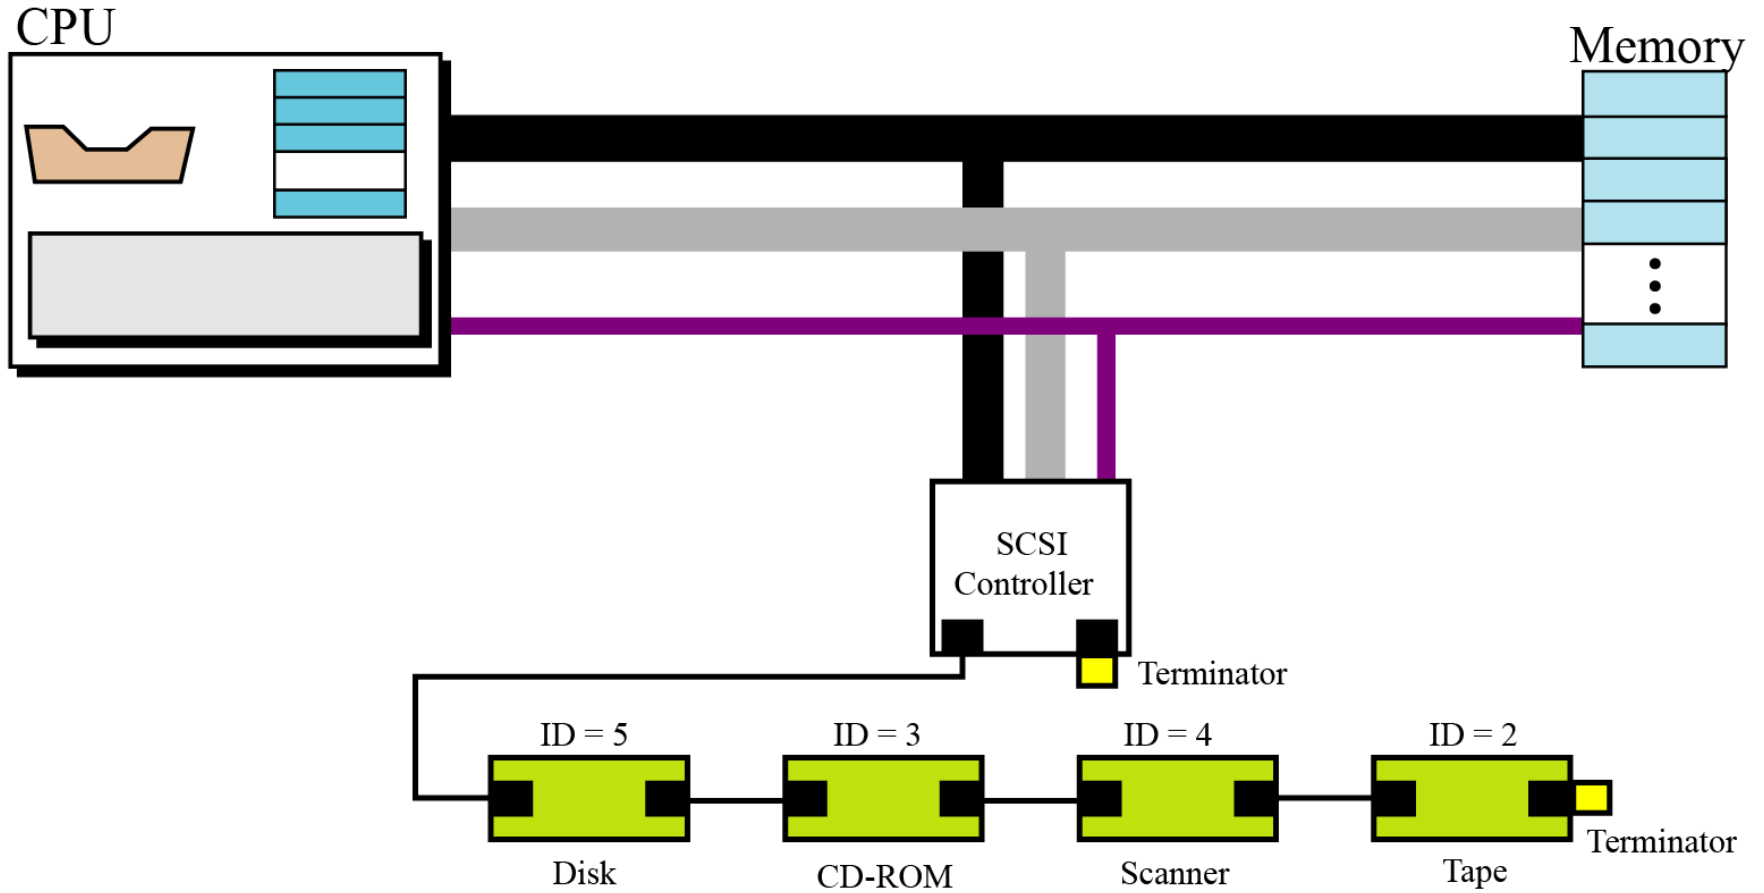 CPU
Memory
SCSI
Controller
Terminator
ID = 5
ID = 3
ID = 4
ID = 2
Terminator
Disk
CD-ROM
Scanner
Tape